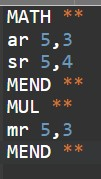 MATH **
ar 5,3
sr 5,4
MEND **
MUL **
mr 5,3
MEND **